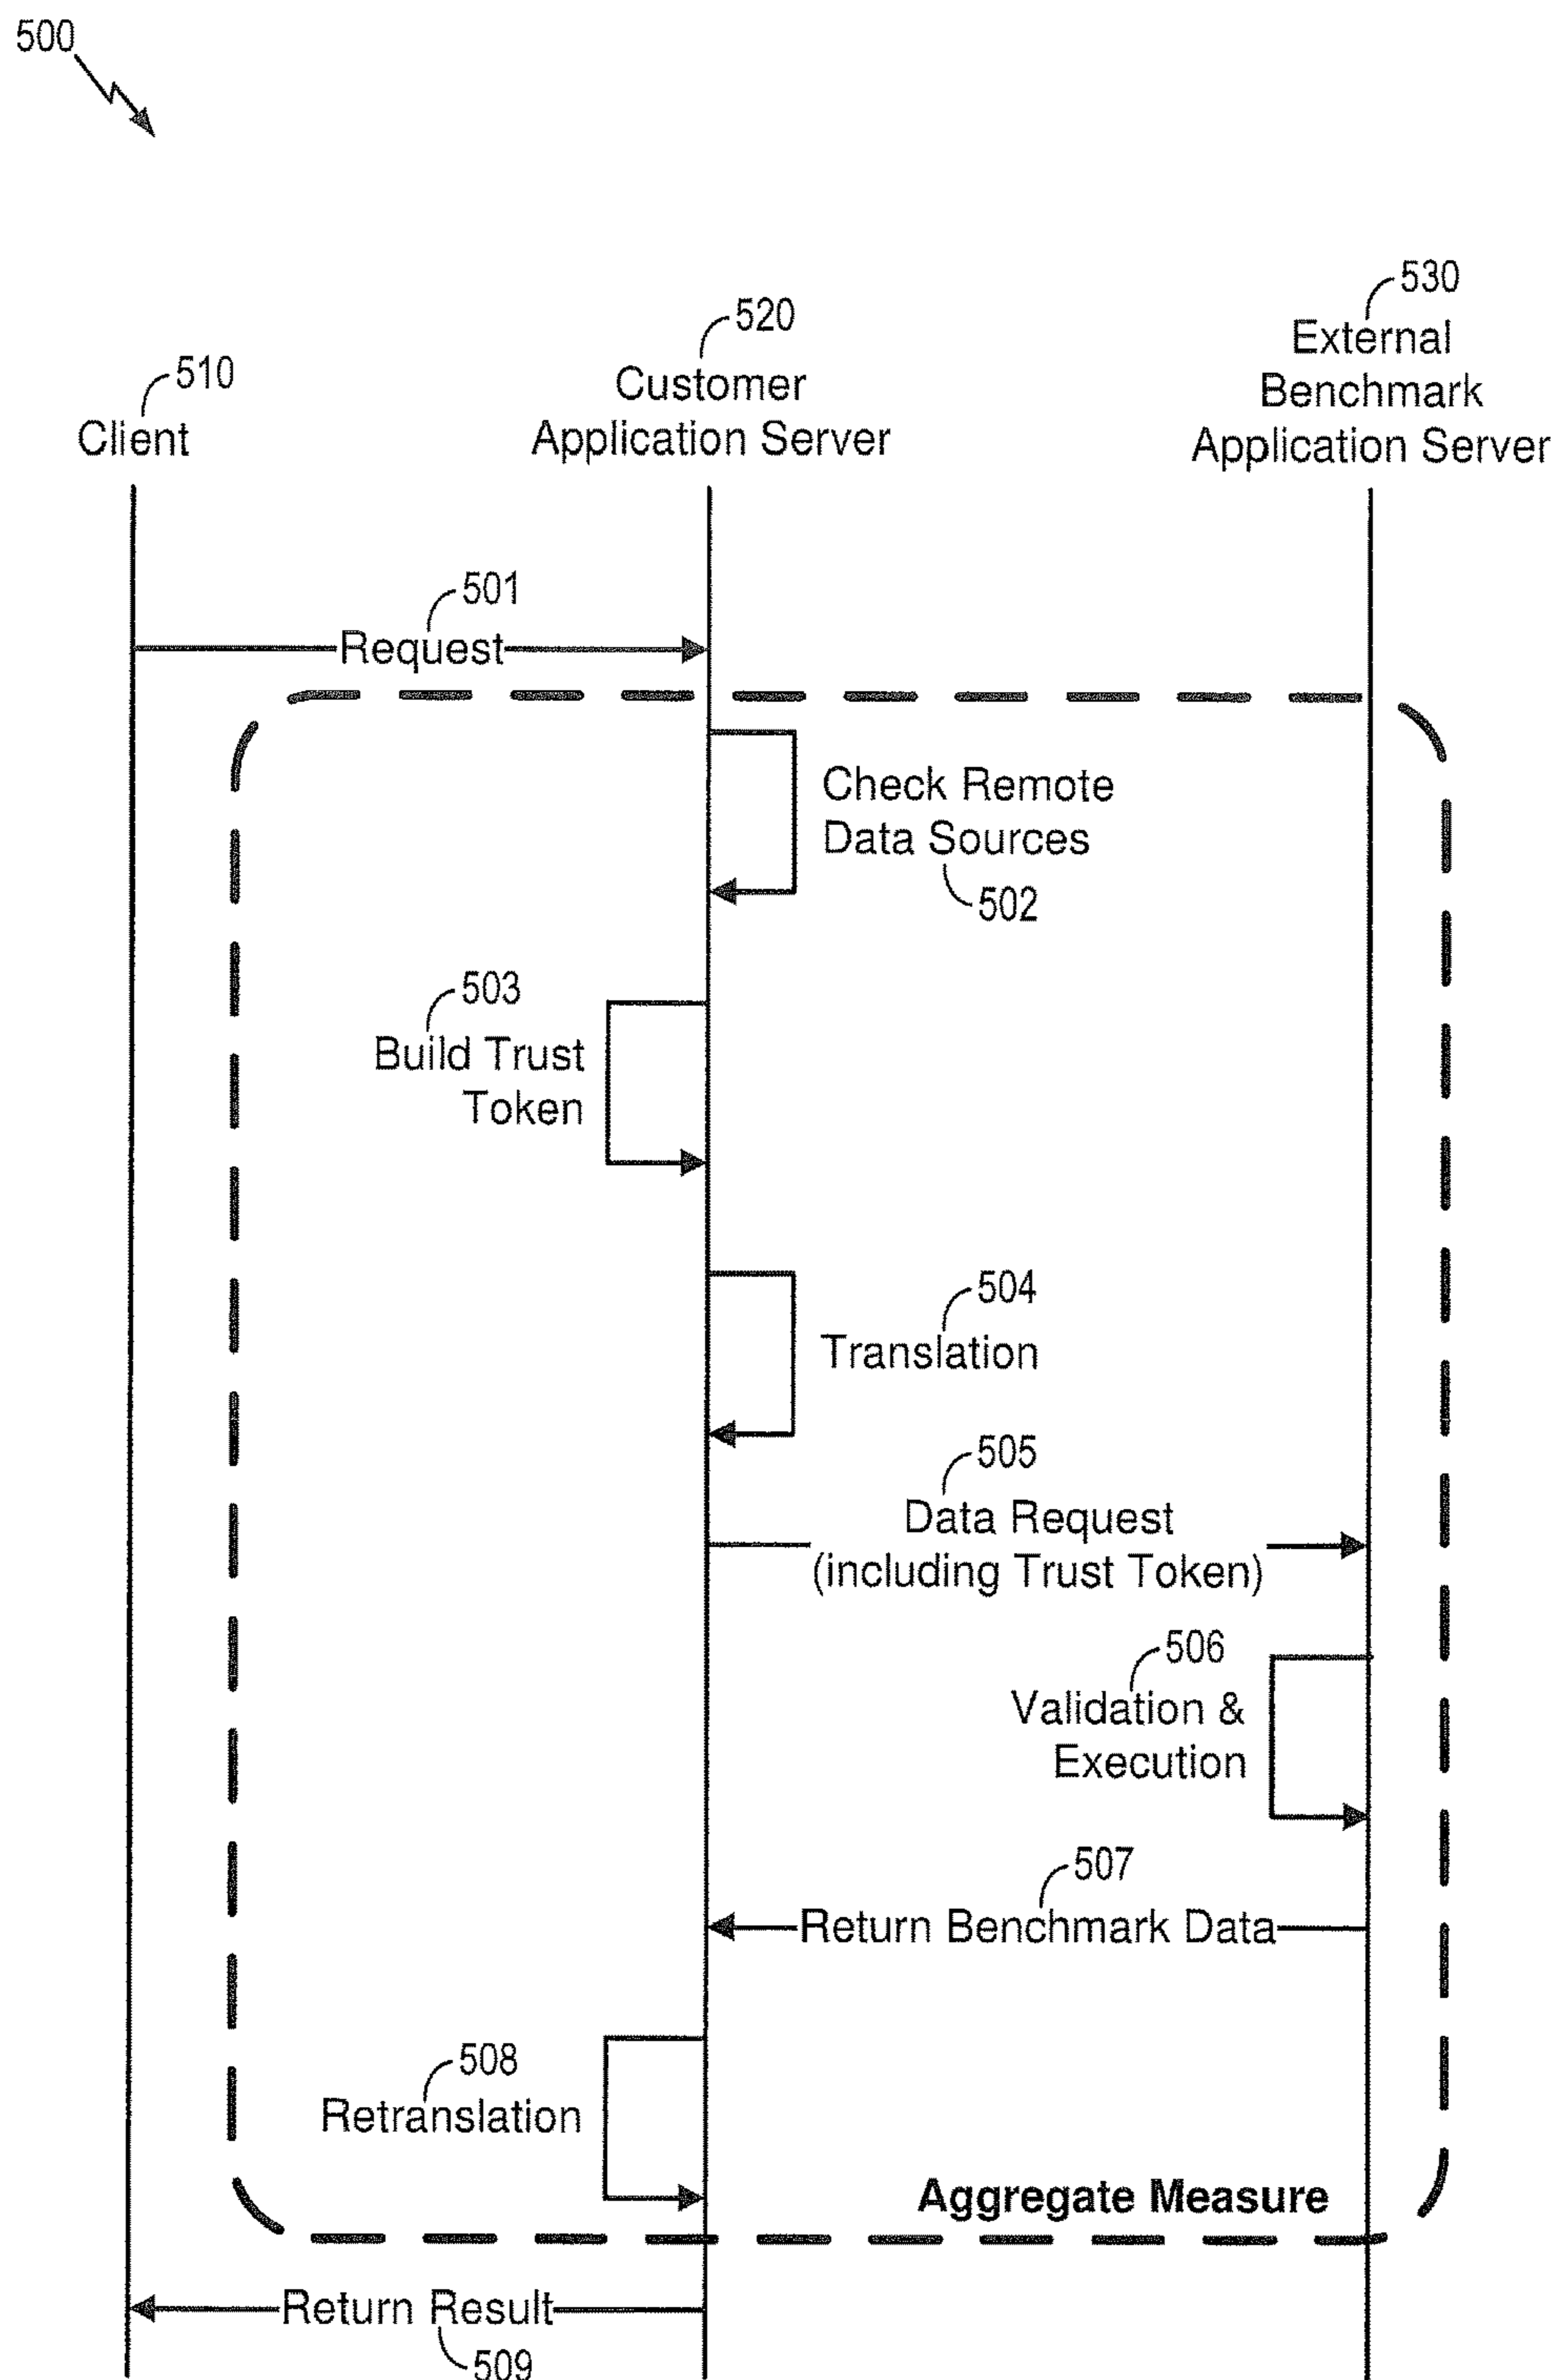 500
530
External
Benchmark
Application Server
520
Customer
Application Server
510
Client
501
Request
Check Remote
Data Sources
502
503
Build Trust
Token
504
Translation
505
Data Request
(including Trust Token)
506
Validation &
Execution
507
Return Benchmark Data
508
Retranslation
Aggregate Measure
Return Result
509